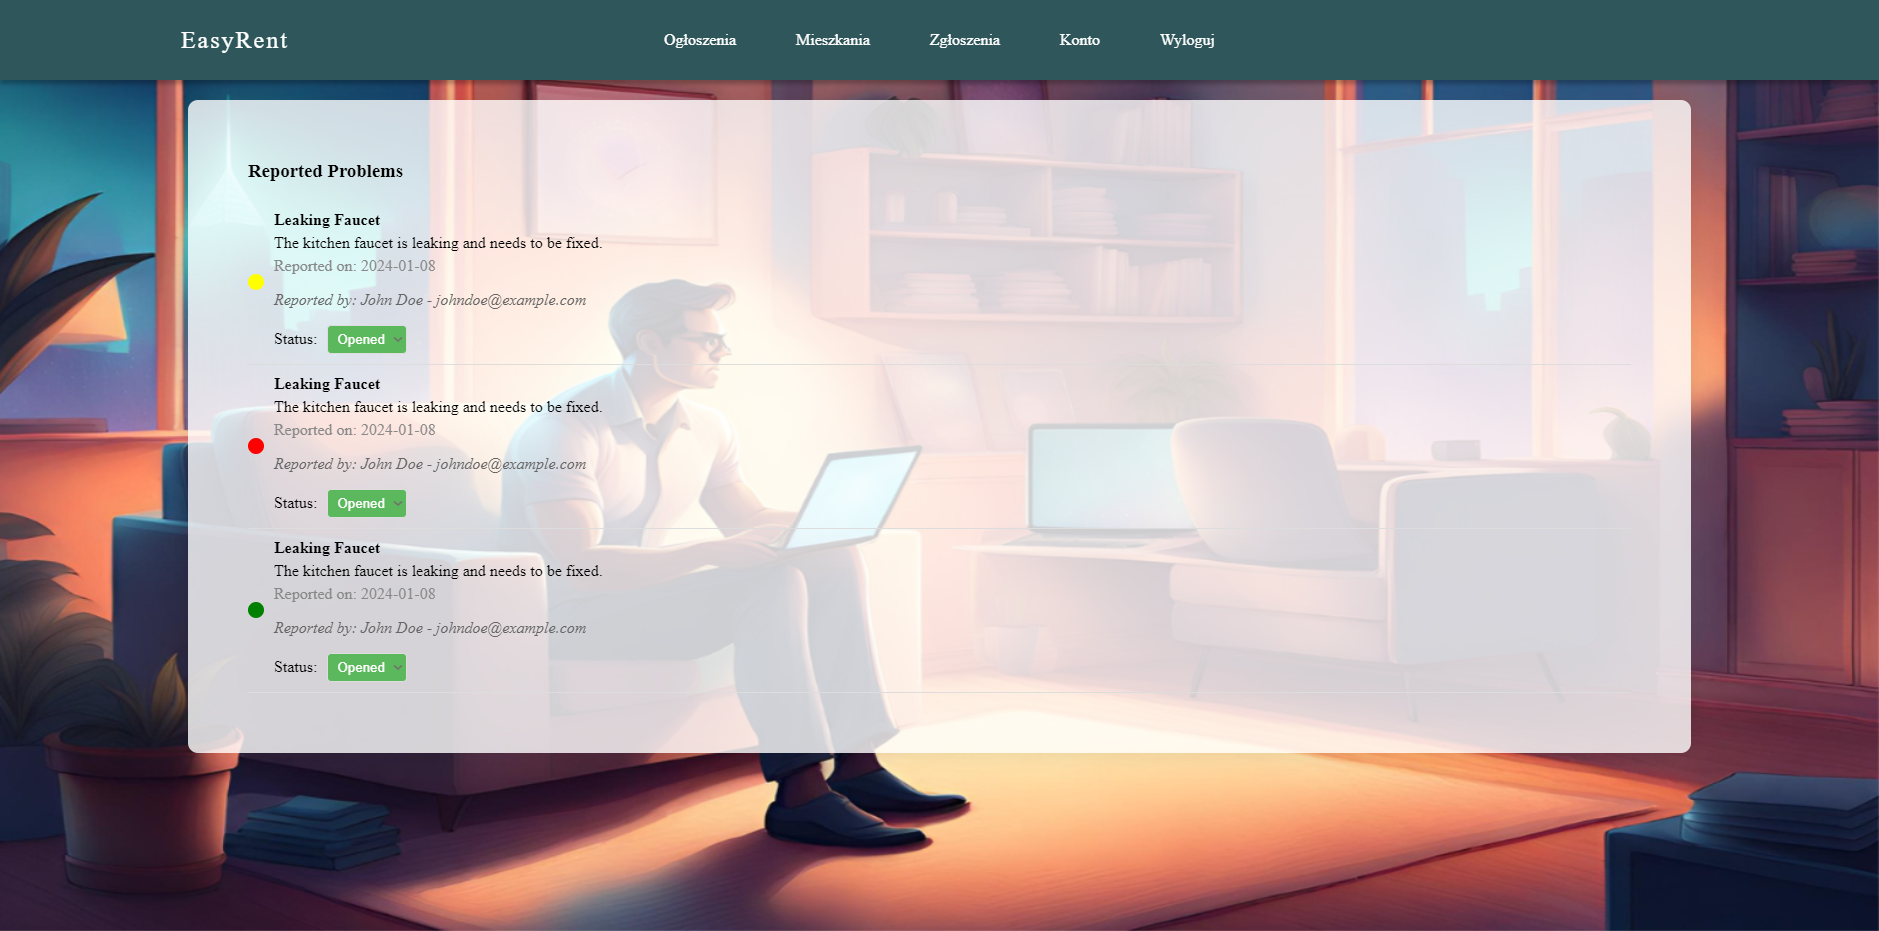 EasyRent
Ogłoszenia Mieszkania Zgłoszenia Konto Wyloguj
Reported Problems
Leaking Faucet
The kitchen faucet is leaking and needs to be fixed.
Reported on: 2024-01-08
Reported by: John Doe - johndoe@example.com
Status: Opened
Leaking Faucet
The kitchen faucet is leaking and needs to be fixed.
Reported on: 2024-01-08
Reported by: John Doe - johndoe@example.com
Status: Opened
Leaking Faucet
The kitchen faucet is leaking and needs to be fixed.
Reported on: 2024-01-08
Reported by: John Doe - johndoe@example.com
Status: Opened